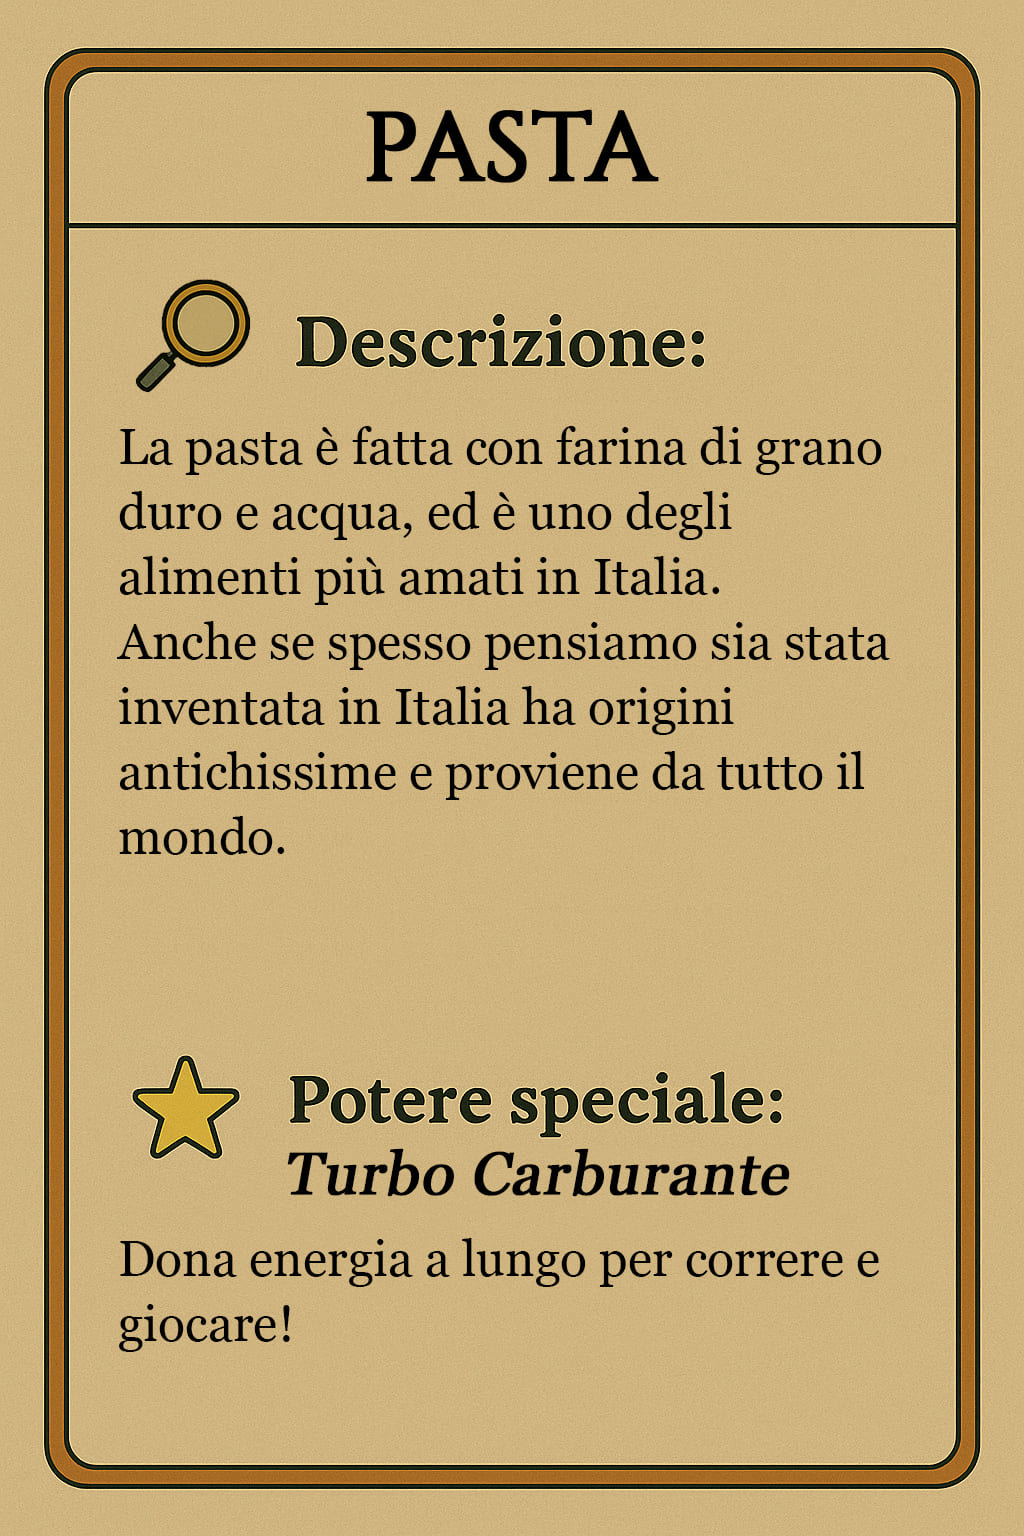 PASTA
Descrizione:
La pasta è fatta con farina di grano
duro e acqua, ed è uno degli
alimenti più amati in Italia.
Anche se spesso pensiamo sia stata
inventata in Italia ha origini
antichissime e proviene da tutto il
mondo.
Potere speciale:
Turbo Carburante
Dona energia a lungo per correre e
giocare!